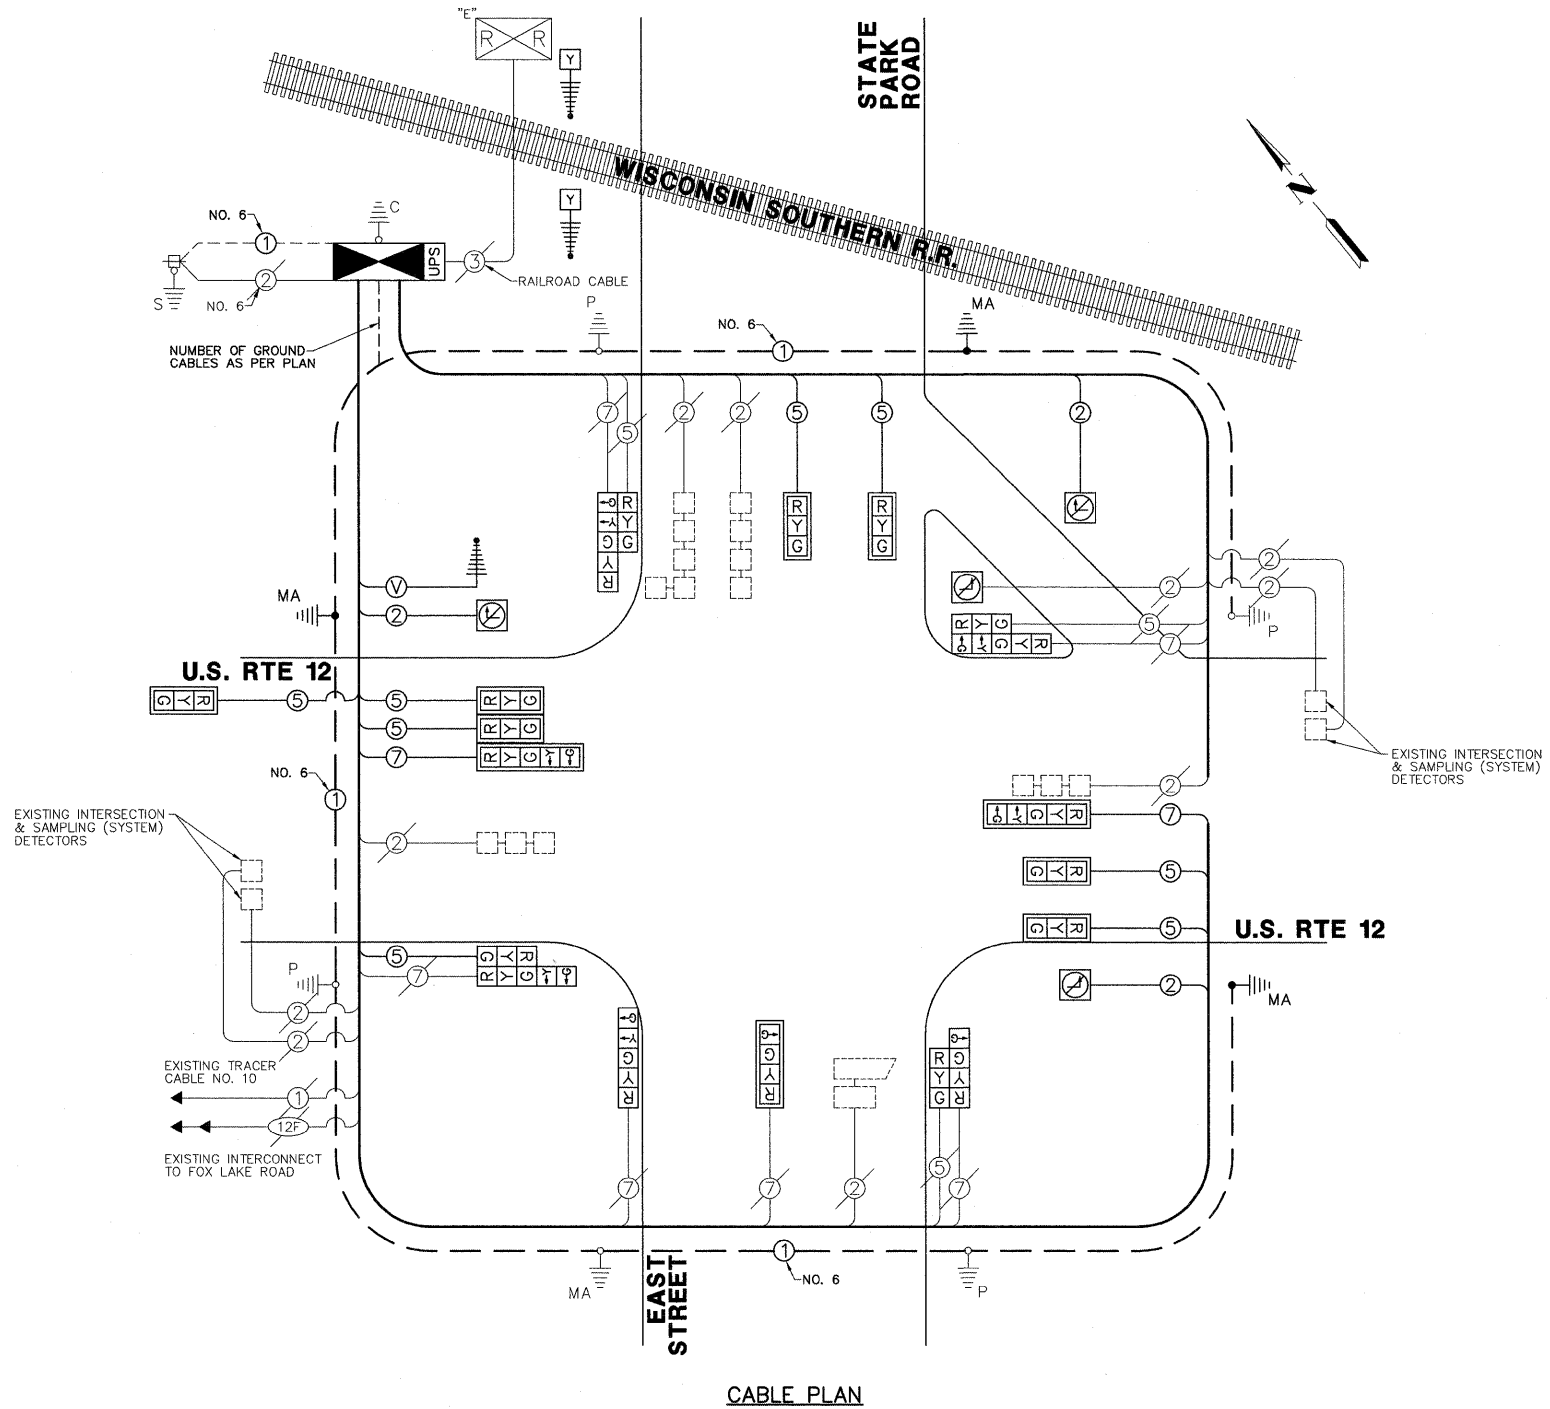 "E"
R R
Y
STATE
PARK
ROAD
WISCONSIN SOUTHERN R.R.
N
Y
C
NO. 6
1
UPS
3
RAILROAD CABLE
S
2
NO. 6
P
MA
NO. 6
1
NUMBER OF GROUND
CABLES AS PER PLAN
7
5
2
2
5
5
2
G R
Y Y
G G
Y
R
R
Y
G
R
Y
G
V
2
MA
2
2
2
2
5
7
P
R Y G
G Y G Y R
U.S. RTE 12
G Y R
5
5
R Y G
5
R Y G
7
R Y G Y G
EXISTING INTERSECTION
& SAMPLING (SYSTEM)
DETECTORS
NO. 6
1
2
G Y G Y R
7
EXISTING INTERSECTION
& SAMPLING (SYSTEM)
DETECTORS
2
G Y R
5
G Y R
5
U.S. RTE 12
5
G Y R
7
R Y G Y G
P
2
2
2
MA
EXISTING TRACER
CABLE NO. 10
1
12F
EXISTING INTERCONNECT
TO FOX LAKE ROAD
G
Y
G
Y
R
G
G
Y
R
G
R G
Y Y
G R
7
7
2
5
7
MA
1
NO. 6
P
EAST
STREET
CABLE PLAN